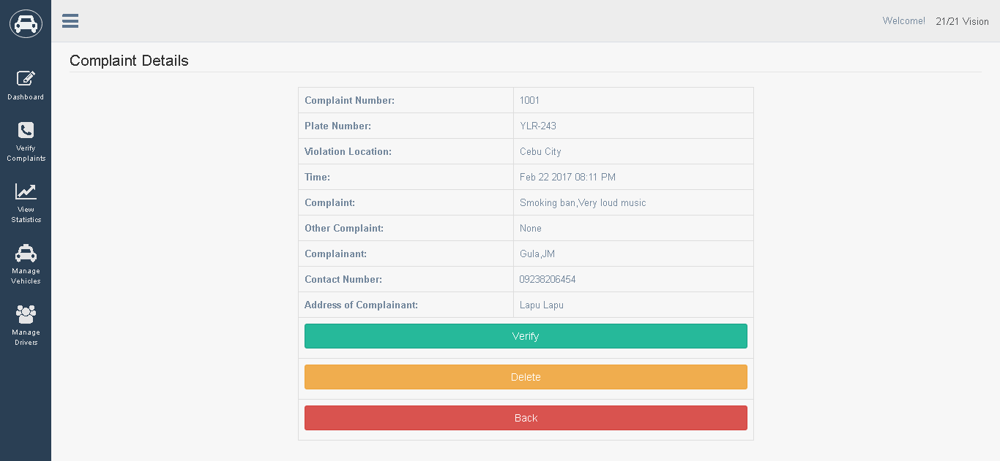 Welcome! 21/21 Vision
Complaint Details
Dashboard
Verify
Complaints
View
Statistics
Manage
Vehicles
Manage
Drivers
Complaint Number: 1001
Plate Number: YLR-243
Violation Location: Cebu City
Time: Feb 22 2017 08:11 PM
Complaint: Smoking ban,Very loud music
Other Complaint: None
Complainant: Gula,JM
Contact Number: 09238206454
Address of Complainant: Lapu Lapu
Verify
Delete
Back